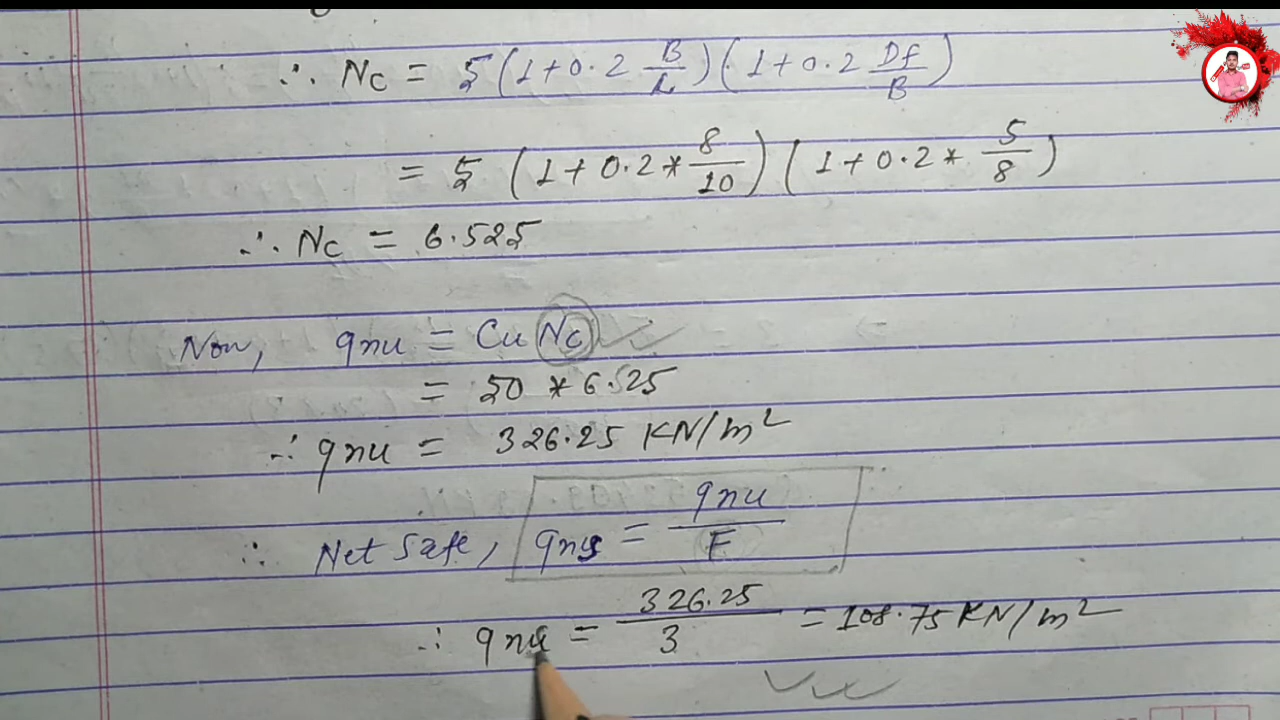 ∴ Nc = 5 (1+0.2 B/L) (1+0.2 Df/B)
= 5 (1+0.2 * 8/10) (1+0.2 * 5/8)
∴ Nc = 6.525
Now, qnu = Cu Nc
= 50 * 6.525
∴ qnu = 326.25 KN/m²
∴ Net Safe, qns = qnu/F
∴ qns = 326.25/3 = 108.75 KN/m²